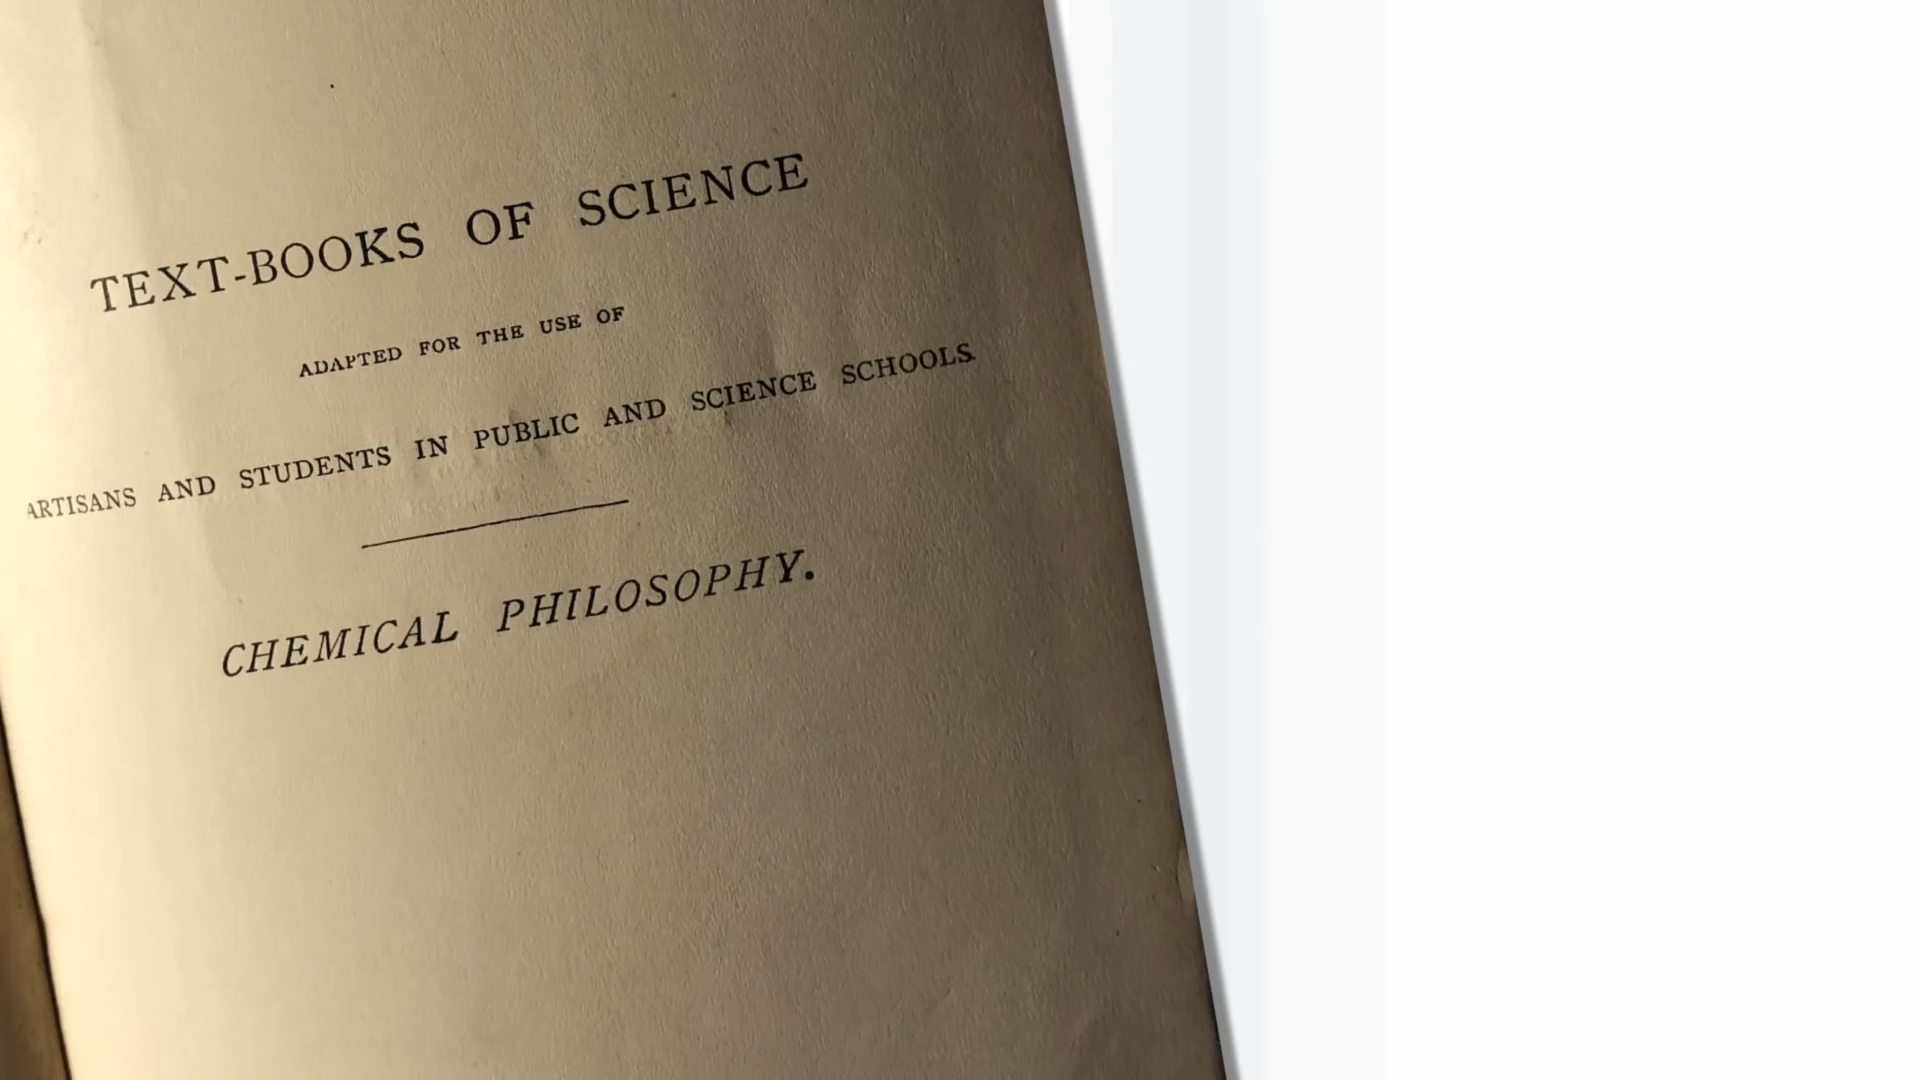 TEXT-BOOKS OF SCIENCE
ADAPTED FOR THE USE OF
ARTISANS AND STUDENTS IN PUBLIC AND SCIENCE SCHOOLS
CHEMICAL PHILOSOPHY.